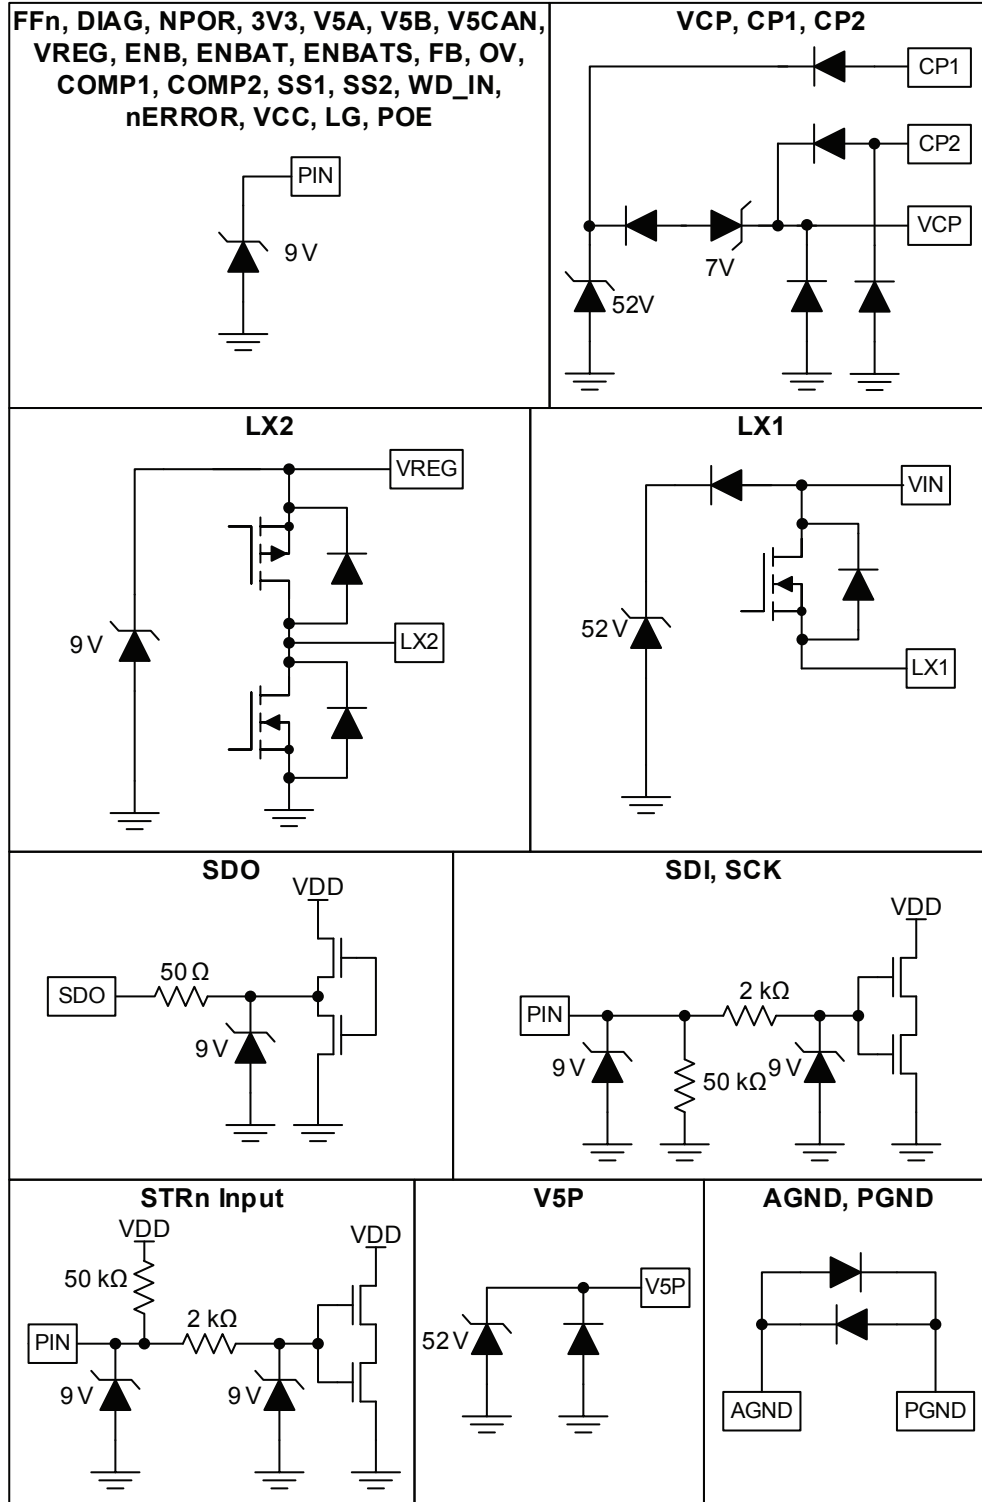 FFn, DIAG, NPOR, 3V3, V5A, V5B, V5CAN,
VREG, ENB, ENBAT, ENBATS, FB, OV,
COMP1, COMP2, SS1, SS2, WD_IN,
nERROR, VCC, LG, POE
PIN
9 V
VCP, CP1, CP2
CP1
CP2
VCP
7V
52V
LX2
VREG
9 V
LX2
LX1
VIN
52 V
LX1
SDO
VDD
50 Ω
SDO
9 V
SDI, SCK
VDD
2 kΩ
PIN
9 V
50 kΩ
9 V
STRn Input
VDD
VDD
50 kΩ
2 kΩ
PIN
9 V
9 V
V5P
V5P
52 V
AGND, PGND
AGND
PGND